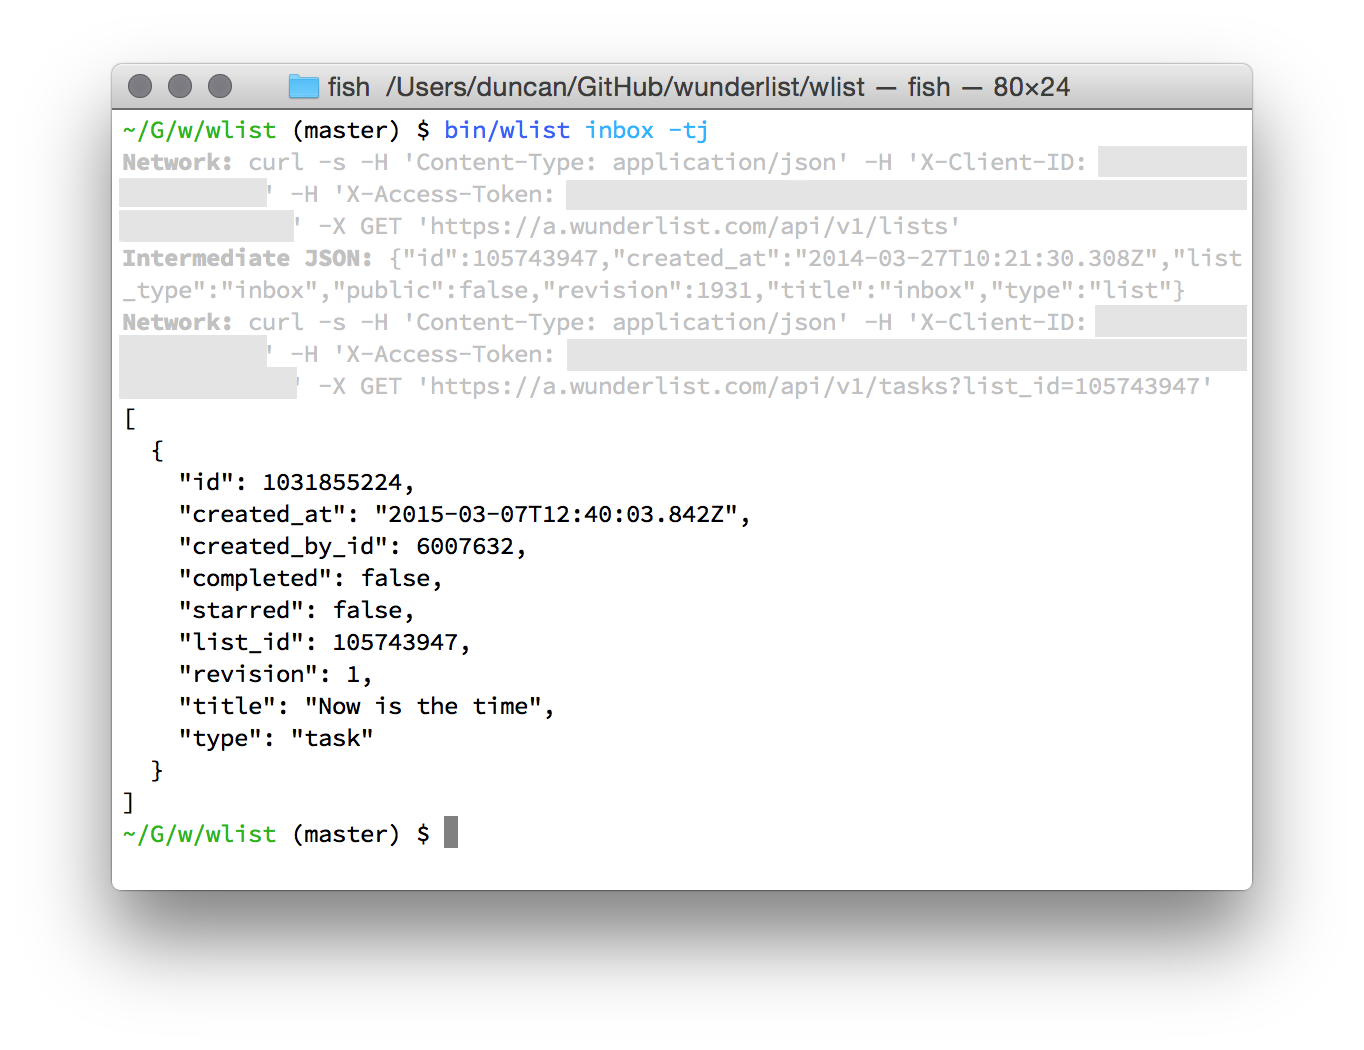 fish /Users/duncan/GitHub/wunderlist/wlist — fish — 80×24
~/G/w/wlist (master) $ bin/wlist inbox -tj
Network: curl -s -H 'Content-Type: application/json' -H 'X-Client-ID:
' -H 'X-Access-Token:
' -X GET 'https://a.wunderlist.com/api/v1/lists'
Intermediate JSON: {"id":105743947,"created_at":"2014-03-27T10:21:30.308Z","list
_type":"inbox","public":false,"revision":1931,"title":"inbox","type":"list"}
Network: curl -s -H 'Content-Type: application/json' -H 'X-Client-ID:
' -H 'X-Access-Token:
' -X GET 'https://a.wunderlist.com/api/v1/tasks?list_id=105743947'
[
  {
    "id": 1031855224,
    "created_at": "2015-03-07T12:40:03.842Z",
    "created_by_id": 6007632,
    "completed": false,
    "starred": false,
    "list_id": 105743947,
    "revision": 1,
    "title": "Now is the time",
    "type": "task"
  }
]
~/G/w/wlist (master) $